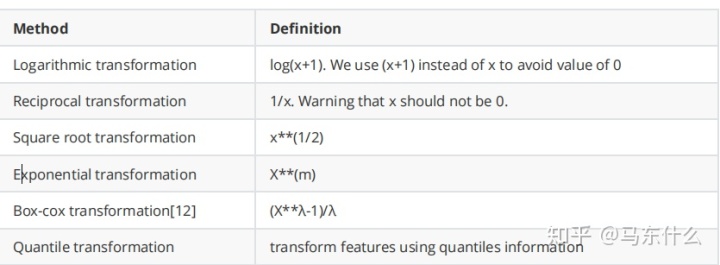 Method Definition
Logarithmic transformation log(x+1). We use (x+1) instead of x to avoid value of 0
Reciprocal transformation 1/x. Warning that x should not be 0.
Square root transformation x**(1/2)
Exponential transformation X**(m)
Box-cox transformation[12] (X**λ-1)/λ
Quantile transformation transform features using quantiles information
知乎 @马东什么